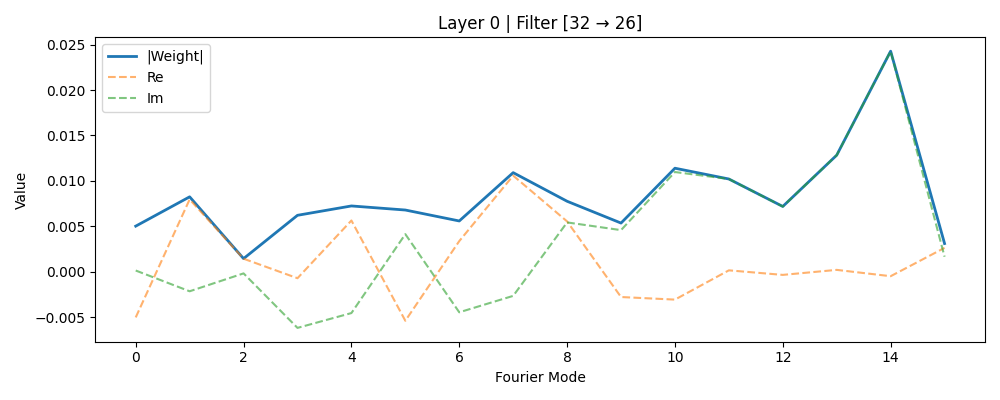 Layer 0 | Filter [32 → 26]
0.025
0.020
0.015
0.010
0.005
0.000
−0.005
Value
|Weight|
Re
Im
0 2 4 6 8 10 12 14
Fourier Mode